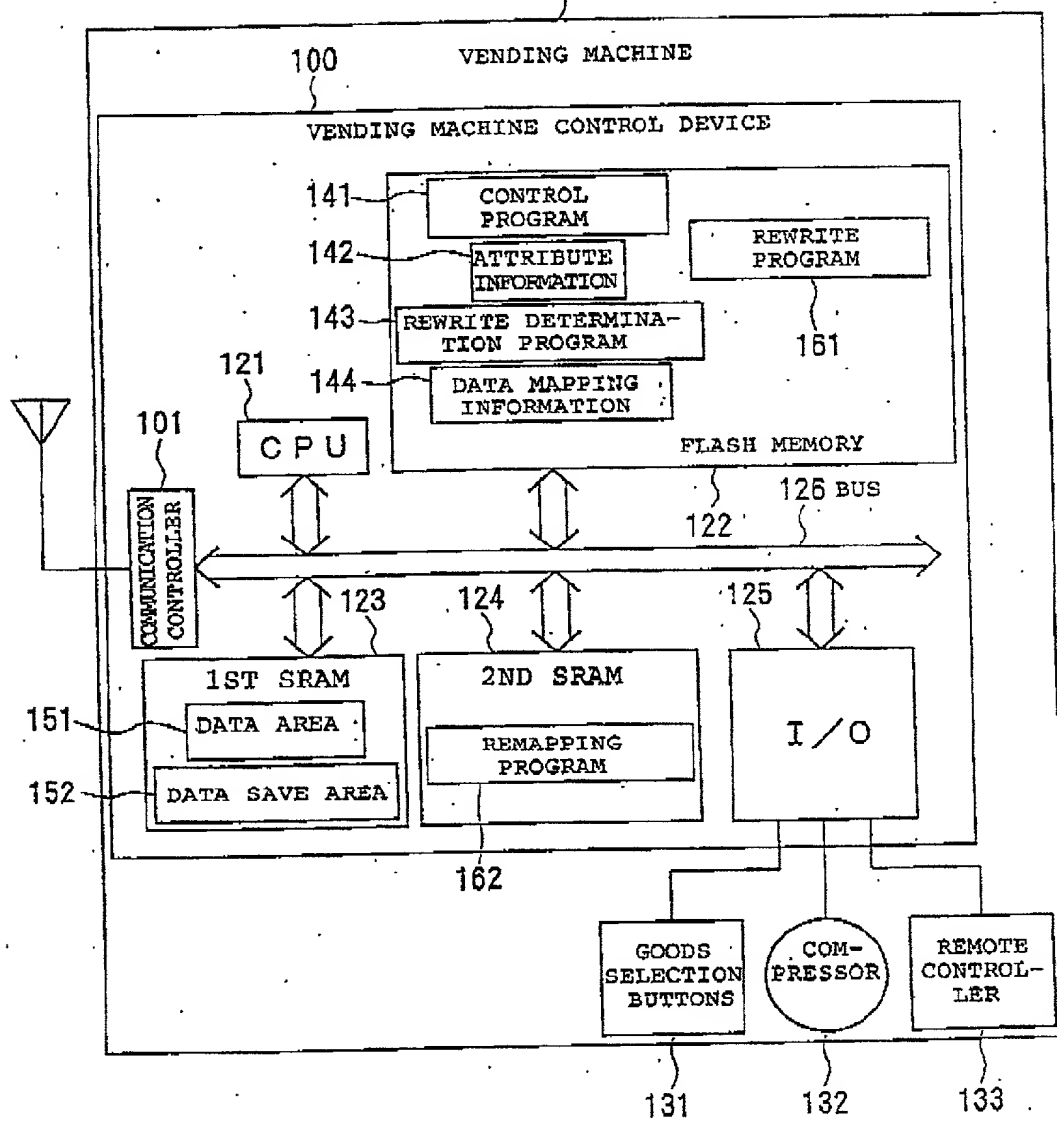 VENDING MACHINE
100
VENDING MACHINE CONTROL DEVICE
141
CONTROL
PROGRAM
142
ATTRIBUTE
INFORMATION
143
REWRITE DETERMINA-
TION PROGRAM
144
DATA MAPPING
INFORMATION
REWRITE
PROGRAM
161
FLASH MEMORY
122
121
CPU
101
COMMUNICATION
CONTROLLER
126 BUS
123
1ST SRAM
151
DATA AREA
152
DATA SAVE AREA
124
2ND SRAM
REMAPPING
PROGRAM
162
125
I/O
GOODS
SELECTION
BUTTONS
131
COM-
PRESSOR
132
REMOTE
CONTROL-
LER
133